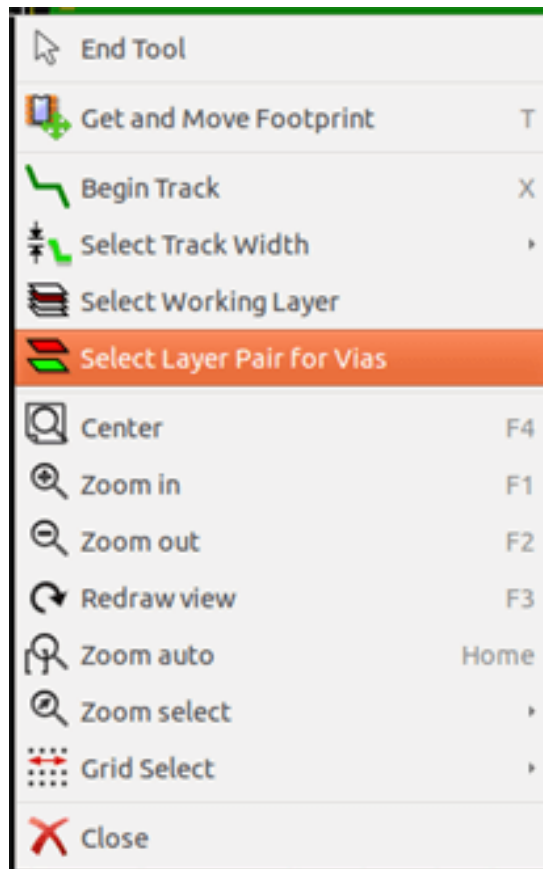 End Tool
Get and Move Footprint T
Begin Track X
Select Track Width
Select Working Layer
Select Layer Pair for Vias
Center F4
Zoom in F1
Zoom out F2
Redraw view F3
Zoom auto Home
Zoom select
Grid Select
Close